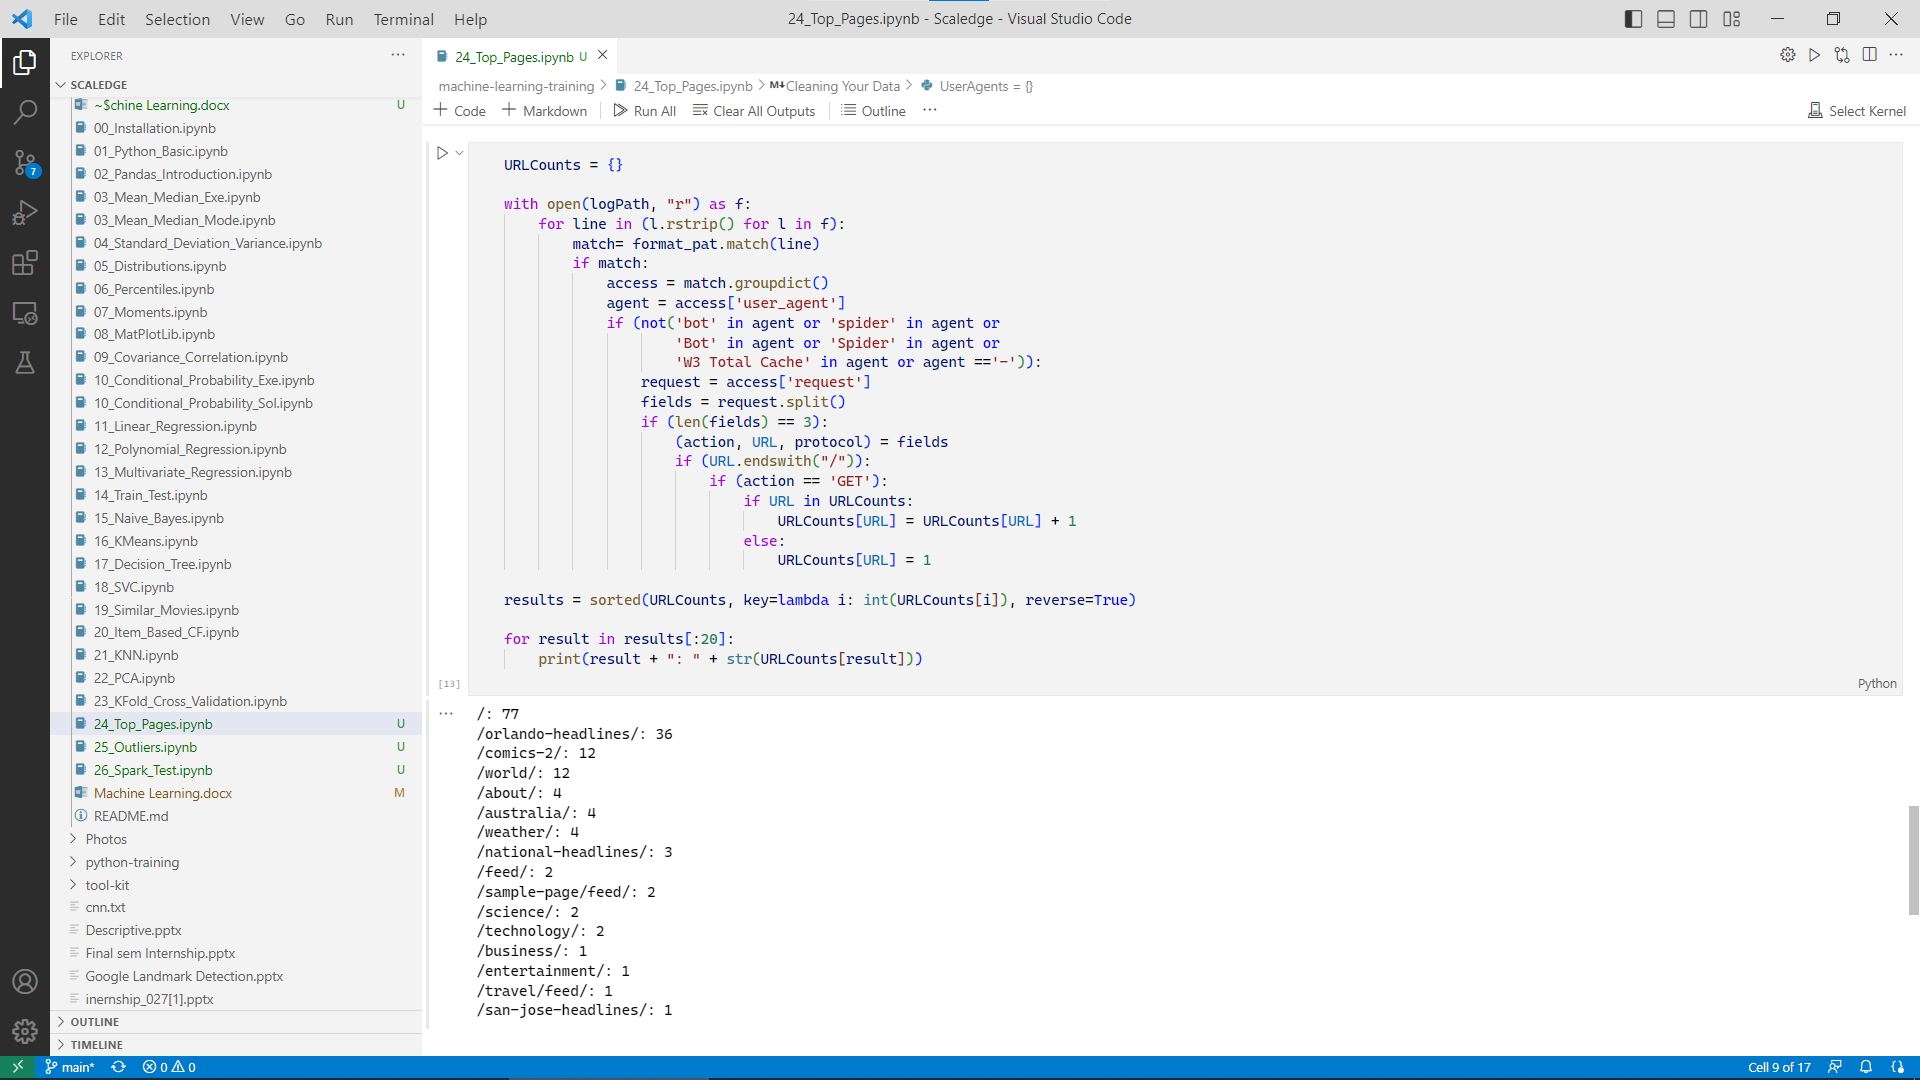 File Edit Selection View Go Run Terminal Help
24_Top_Pages.ipynb - Scaledge - Visual Studio Code
EXPLORER
SCALEDGE
~$chine Learning.docx U
00_Installation.ipynb
01_Python_Basic.ipynb
02_Pandas_Introduction.ipynb
03_Mean_Median_Exe.ipynb
03_Mean_Median_Mode.ipynb
04_Standard_Deviation_Variance.ipynb
05_Distributions.ipynb
06_Percentiles.ipynb
07_Moments.ipynb
08_MatPlotLib.ipynb
09_Covariance_Correlation.ipynb
10_Conditional_Probability_Exe.ipynb
10_Conditional_Probability_Sol.ipynb
11_Linear_Regression.ipynb
12_Polynomial_Regression.ipynb
13_Multivariate_Regression.ipynb
14_Train_Test.ipynb
15_Naive_Bayes.ipynb
16_KMeans.ipynb
17_Decision_Tree.ipynb
18_SVC.ipynb
19_Similar_Movies.ipynb
20_Item_Based_CF.ipynb
21_KNN.ipynb
22_PCA.ipynb
23_KFold_Cross_Validation.ipynb
24_Top_Pages.ipynb U
25_Outliers.ipynb U
26_Spark_Test.ipynb U
Machine Learning.docx M
README.md
Photos
python-training
tool-kit
cnn.txt
Descriptive.pptx
Final sem Internship.pptx
Google Landmark Detection.pptx
inernship_027[1].pptx
OUTLINE
TIMELINE
7
24_Top_Pages.ipynb U
machine-learning-training > 24_Top_Pages.ipynb > M↓Cleaning Your Data > UserAgents = {}
+ Code + Markdown Run All Clear All Outputs Outline ...
Select Kernel
URLCounts = {}
with open(logPath, "r") as f:
for line in (l.rstrip() for l in f):
match= format_pat.match(line)
if match:
access = match.groupdict()
agent = access['user_agent']
if (not('bot' in agent or 'spider' in agent or
'Bot' in agent or 'Spider' in agent or
'W3 Total Cache' in agent or agent =='-')):
request = access['request']
fields = request.split()
if (len(fields) == 3):
(action, URL, protocol) = fields
if (URL.endswith("/")):
if (action == 'GET'):
if URL in URLCounts:
URLCounts[URL] = URLCounts[URL] + 1
else:
URLCounts[URL] = 1
results = sorted(URLCounts, key=lambda i: int(URLCounts[i]), reverse=True)
for result in results[:20]:
print(result + ": " + str(URLCounts[result]))
[13]
Python
/: 77
/orlando-headlines/: 36
/comics-2/: 12
/world/: 12
/about/: 4
/australia/: 4
/weather/: 4
/national-headlines/: 3
/feed/: 2
/sample-page/feed/: 2
/science/: 2
/technology/: 2
/business/: 1
/entertainment/: 1
/travel/feed/: 1
/san-jose-headlines/: 1
main* 0 0
Cell 9 of 17